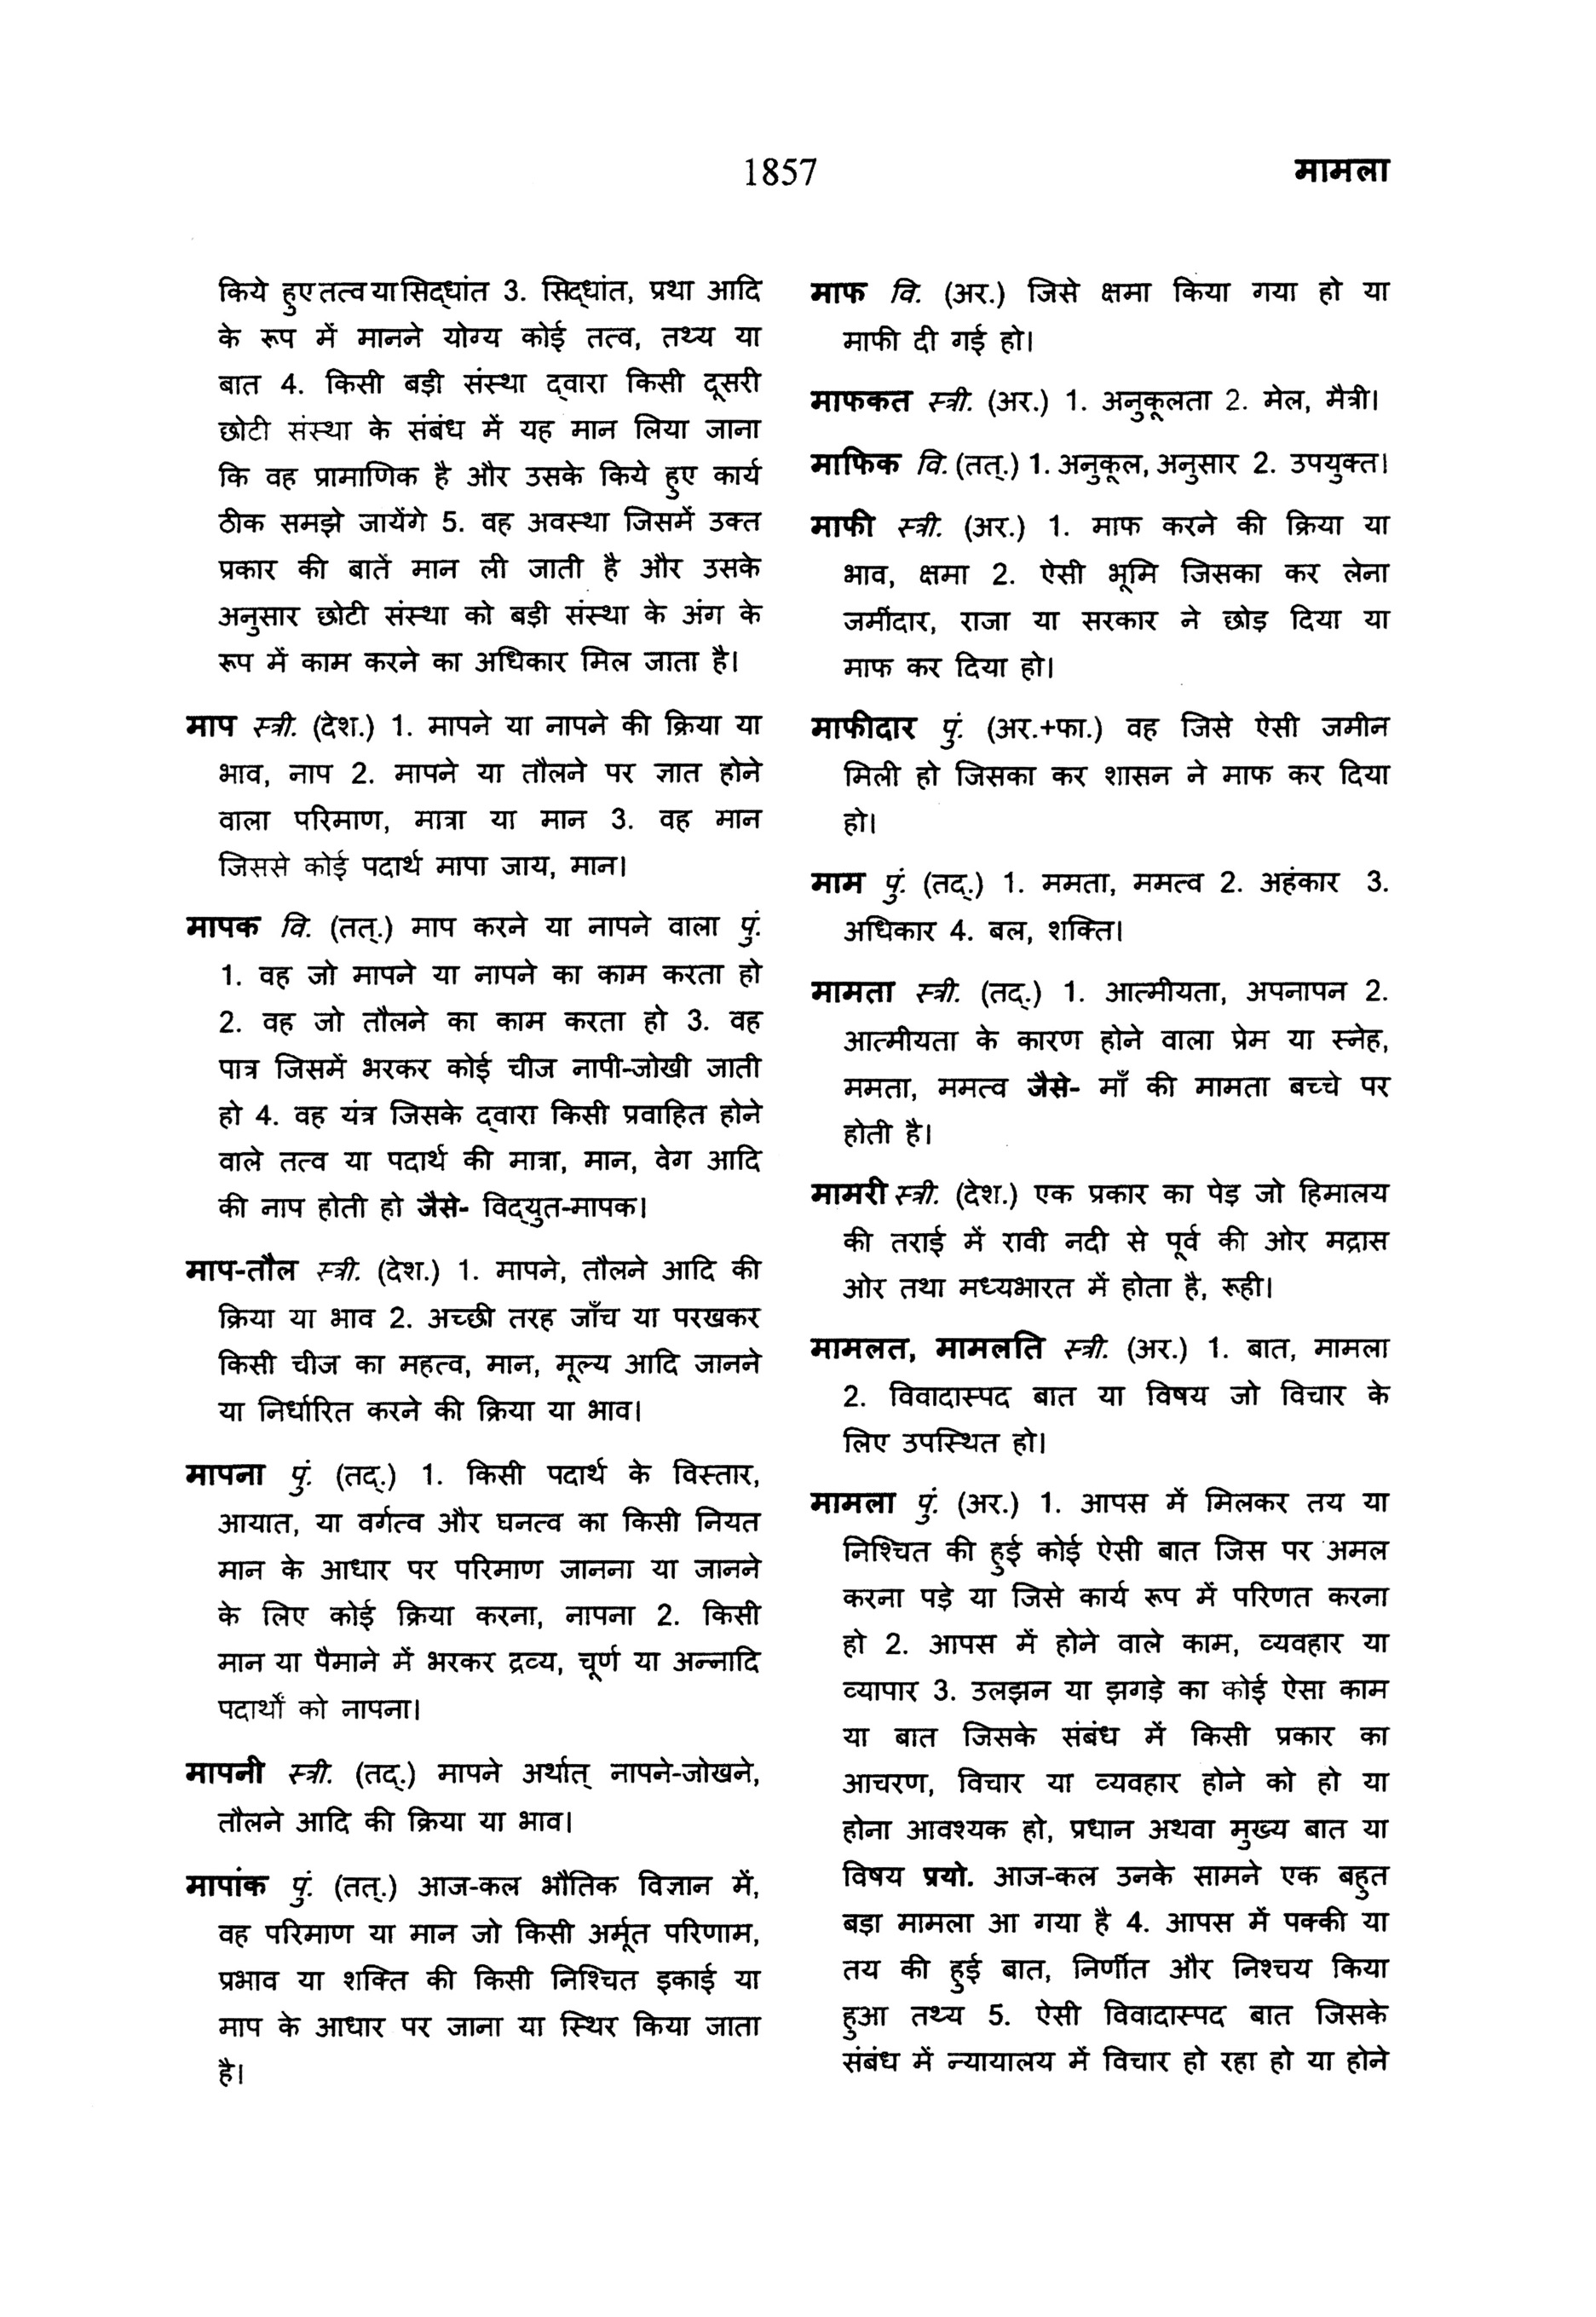 1857
मामला
किये हुए तत्व या सिद्धांत 3. सिद्धांत, प्रथा आदि
के रूप में मानने योग्य कोई तत्व, तथ्य या
बात 4. किसी बड़ी संस्था द्वारा किसी दूसरी
छोटी संस्था के संबंध में यह मान लिया जाना
कि वह प्रामाणिक है और उसके किये हुए कार्य
ठीक समझे जायेंगे 5. वह अवस्था जिसमें उक्त
प्रकार की बातें मान ली जाती है और उसके
अनुसार छोटी संस्था को बड़ी संस्था के अंग के
रूप में काम करने का अधिकार मिल जाता है।
माप स्त्री. (देश.) 1. मापने या नापने की क्रिया या
भाव, नाप 2. मापने या तौलने पर ज्ञात होने
वाला परिमाण, मात्रा या मान 3. वह मान
जिससे कोई पदार्थ मापा जाय, मान।
मापक वि. (तत्.) माप करने या नापने वाला पुं.
1. वह जो मापने या नापने का काम करता हो
2. वह जो तौलने का काम करता हो 3. वह
पात्र जिसमें भरकर कोई चीज नापी-जोखी जाती
हो 4. वह यंत्र जिसके द्वारा किसी प्रवाहित होने
वाले तत्व या पदार्थ की मात्रा, मान, वेग आदि
की नाप होती हो जैसे- विद्युत-मापक।
माप-तौल स्त्री. (देश.) 1. मापने, तौलने आदि की
क्रिया या भाव 2. अच्छी तरह जाँच या परखकर
किसी चीज का महत्व, मान, मूल्य आदि जानने
या निर्धारित करने की क्रिया या भाव।
मापना पुं. (तद्.) 1. किसी पदार्थ के विस्तार,
आयात, या वर्गत्व और घनत्व का किसी नियत
मान के आधार पर परिमाण जानना या जानने
के लिए कोई क्रिया करना, नापना 2. किसी
मान या पैमाने में भरकर द्रव्य, चूर्ण या अन्नादि
पदार्थों को नापना।
मापनी स्त्री. (तद्.) मापने अर्थात् नापने-जोखने,
तौलने आदि की क्रिया या भाव।
मापांक पुं. (तत्.) आज-कल भौतिक विज्ञान में,
वह परिमाण या मान जो किसी अर्मूत परिणाम,
प्रभाव या शक्ति की किसी निश्चित इकाई या
माप के आधार पर जाना या स्थिर किया जाता
है।
माफ वि. (अर.) जिसे क्षमा किया गया हो या
माफी दी गई हो।
माफकत स्त्री. (अर.) 1. अनुकूलता 2. मेल, मैत्री।
माफिक वि. (तत्.) 1. अनुकूल, अनुसार 2. उपयुक्त।
माफी स्त्री. (अर.) 1. माफ करने की क्रिया या
भाव, क्षमा 2. ऐसी भूमि जिसका कर लेना
जमींदार, राजा या सरकार ने छोड़ दिया या
माफ कर दिया हो।
माफीदार पुं. (अर.+फा.) वह जिसे ऐसी जमीन
मिली हो जिसका कर शासन ने माफ कर दिया
हो।
माम पुं. (तद्.) 1. ममता, ममत्व 2. अहंकार 3.
अधिकार 4. बल, शक्ति।
मामता स्त्री. (तद्.) 1. आत्मीयता, अपनापन 2.
आत्मीयता के कारण होने वाला प्रेम या स्नेह,
ममता, ममत्व जैसे- माँ की मामता बच्चे पर
होती है।
मामरी स्त्री. (देश.) एक प्रकार का पेड़ जो हिमालय
की तराई में रावी नदी से पूर्व की ओर मद्रास
ओर तथा मध्यभारत में होता है, रूही।
मामलत, मामलति स्त्री. (अर.) 1. बात, मामला
2. विवादास्पद बात या विषय जो विचार के
लिए उपस्थित हो।
मामला पुं. (अर.) 1. आपस में मिलकर तय या
निश्चित की हुई कोई ऐसी बात जिस पर अमल
करना पड़े या जिसे कार्य रूप में परिणत करना
हो 2. आपस में होने वाले काम, व्यवहार या
व्यापार 3. उलझन या झगड़े का कोई ऐसा काम
या बात जिसके संबंध में किसी प्रकार का
आचरण, विचार या व्यवहार होने को हो या
होना आवश्यक हो, प्रधान अथवा मुख्य बात या
विषय प्रयो. आज-कल उनके सामने एक बहुत
बड़ा मामला आ गया है 4. आपस में पक्की या
तय की हुई बात, निर्णीत और निश्चय किया
हुआ तथ्य 5. ऐसी विवादास्पद बात जिसके
संबंध में न्यायालय में विचार हो रहा हो या होने